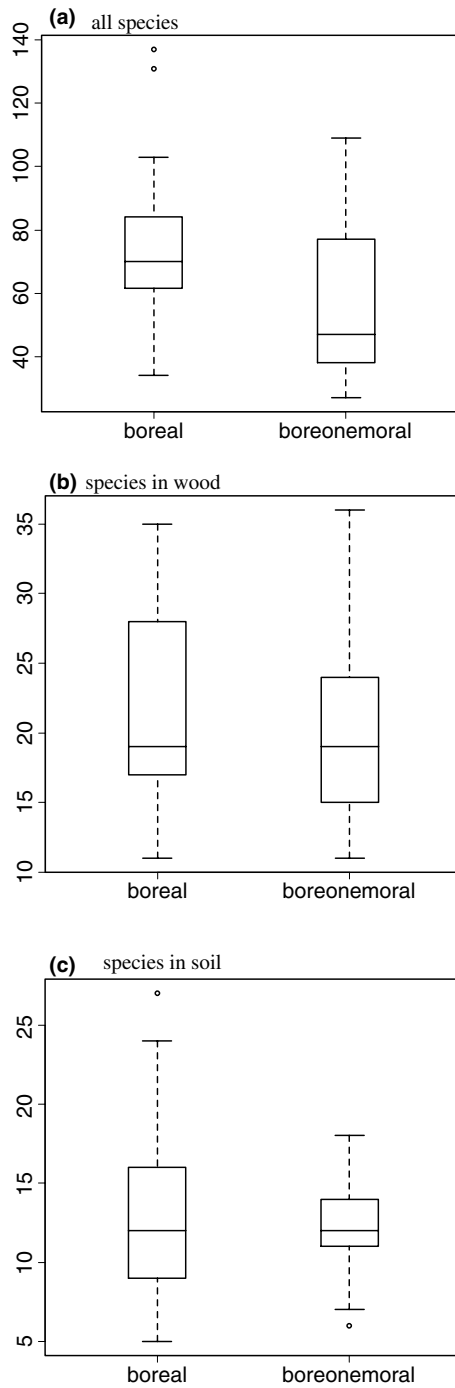 (a) all species
140
120
100
80
60
40
boreal boreonemoral
(b) species in wood
35
30
25
20
15
10
boreal boreonemoral
(c) species in soil
25
20
15
10
5
boreal boreonemoral